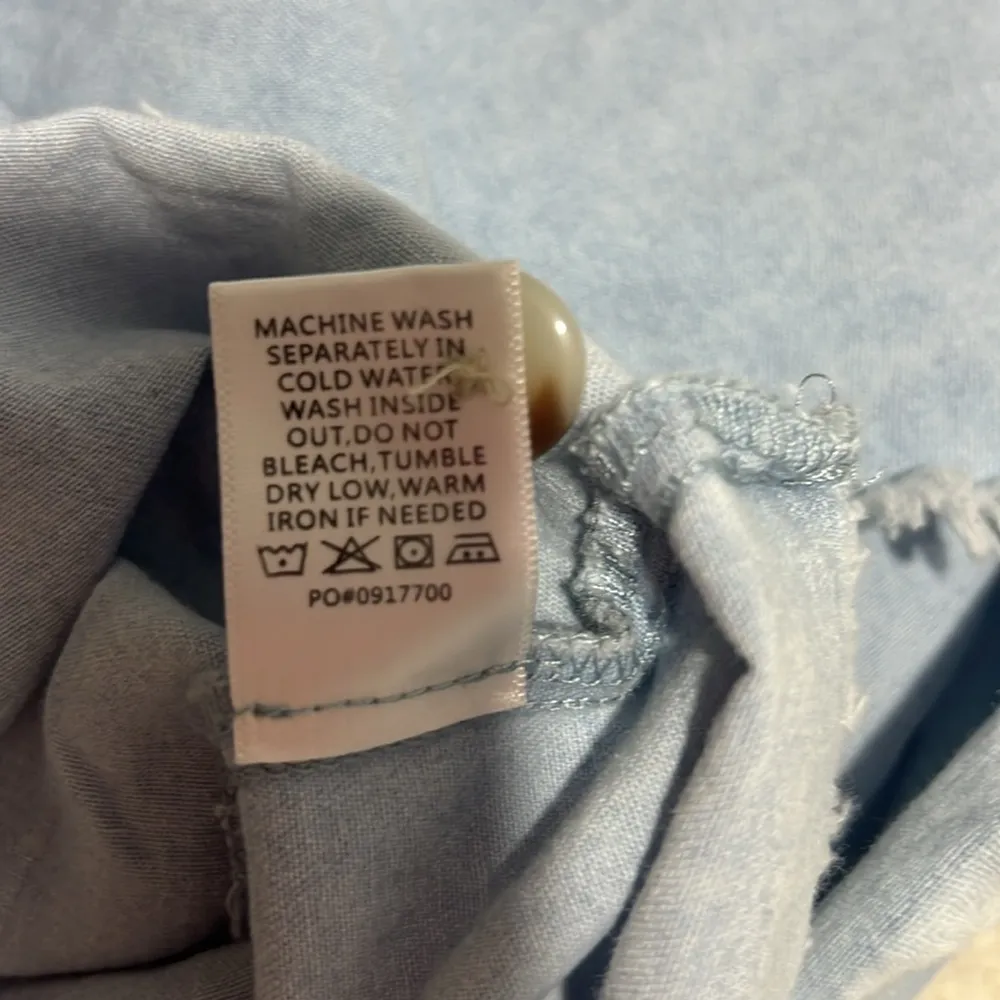 MACHINE WASH
SEPARATELY IN
COLD WATER
WASH INSIDE
OUT,DO NOT
BLEACH,TUMBLE
DRY LOW,WARM
IRON IF NEEDED
PO#0917700